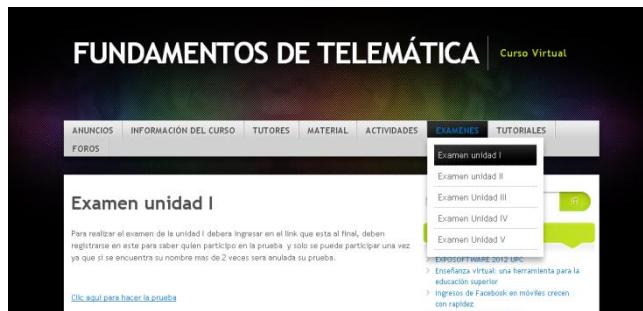 FUNDAMENTOS DE TELEMÁTICA
Curso Virtual
ANUNCIOS INFORMACIÓN DEL CURSO TUTORES MATERIAL ACTIVIDADES EXAMENES TUTORIALES
FOROS
Examen unidad I
Examen unidad II
Examen Unidad III
Examen Unidad IV
Examen Unidad V
Examen unidad I
Para realizar el examen de la unidad I debera ingresar en el link que esta al final, deben
registrarse en este para saber quien participo en la prueba y solo se puede participar una vez
ya que si se encuentra su nombre mas de 2 veces sera anulada su prueba.
Clic aqui para hacer la prueba
EXPOSOFTWARE 2012 UPC
Enseñanza virtual: una herramienta para la
educación superior
Ingresos de Facebook en móviles crecen
con rapidez